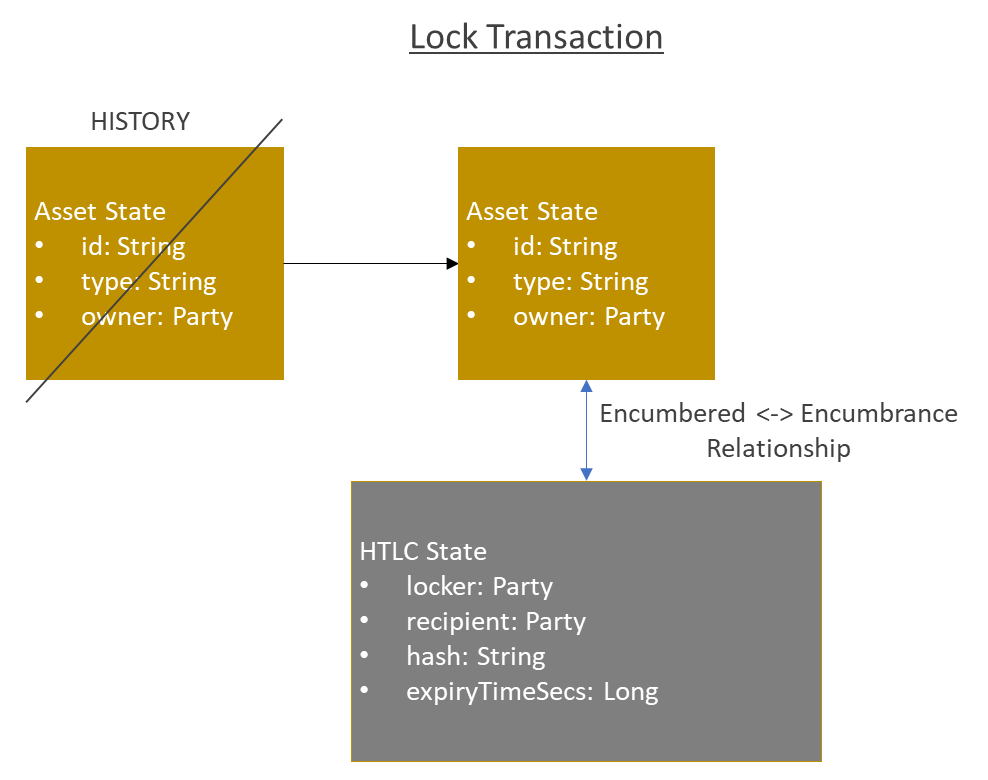 Lock Transaction
HISTORY
Asset State
• id: String
• type: String
• owner: Party
Asset State
• id: String
• type: String
• owner: Party
Encumbered <-> Encumbrance
Relationship
HTLC State
• locker: Party
• recipient: Party
• hash: String
• expiryTimeSecs: Long